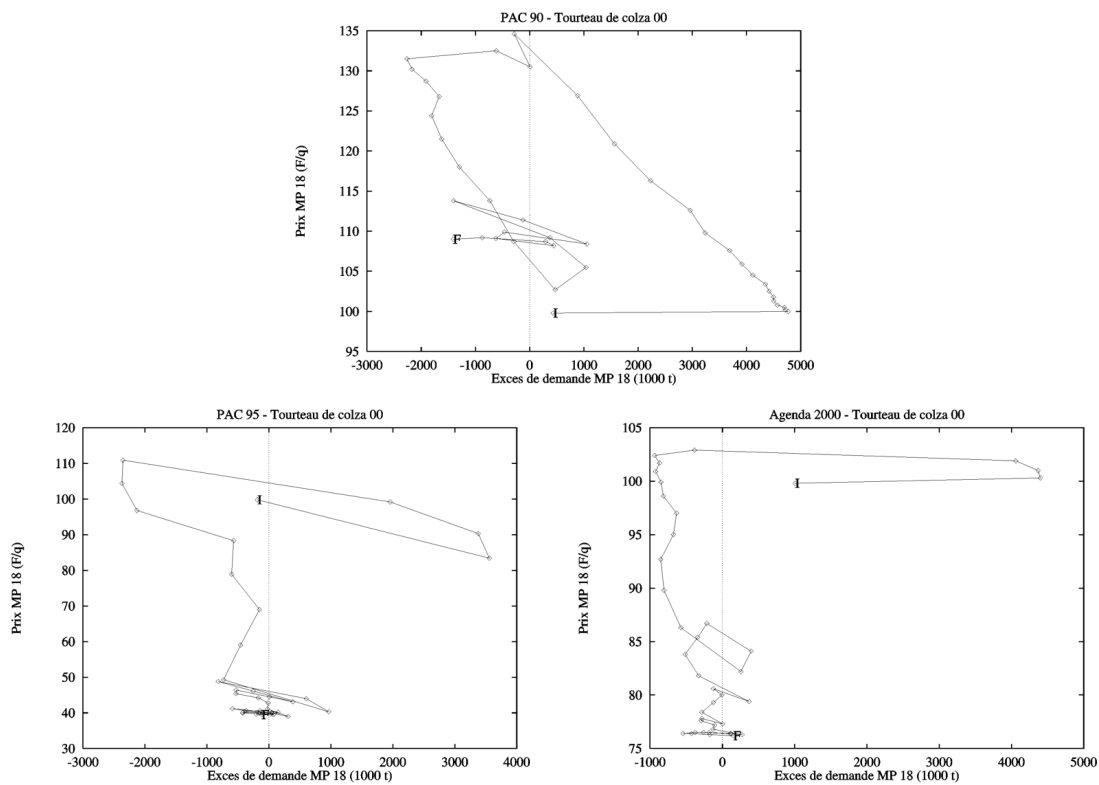 PAC 90 - Tourteau de colza 00
135
130
125
120
115
110
105
100
95
Prix MP 18 (F/q)
F
I
-3000 -2000 -1000 0 1000 2000 3000 4000 5000
Exces de demande MP 18 (1000 t)
PAC 95 - Tourteau de colza 00
120
110
100
90
80
70
60
50
40
30
Prix MP 18 (F/q)
I
F
-3000 -2000 -1000 0 1000 2000 3000 4000
Exces de demande MP 18 (1000 t)
Agenda 2000 - Tourteau de colza 00
105
100
95
90
85
80
75
Prix MP 18 (F/q)
I
F
-1000 0 1000 2000 3000 4000 5000
Exces de demande MP 18 (1000 t)